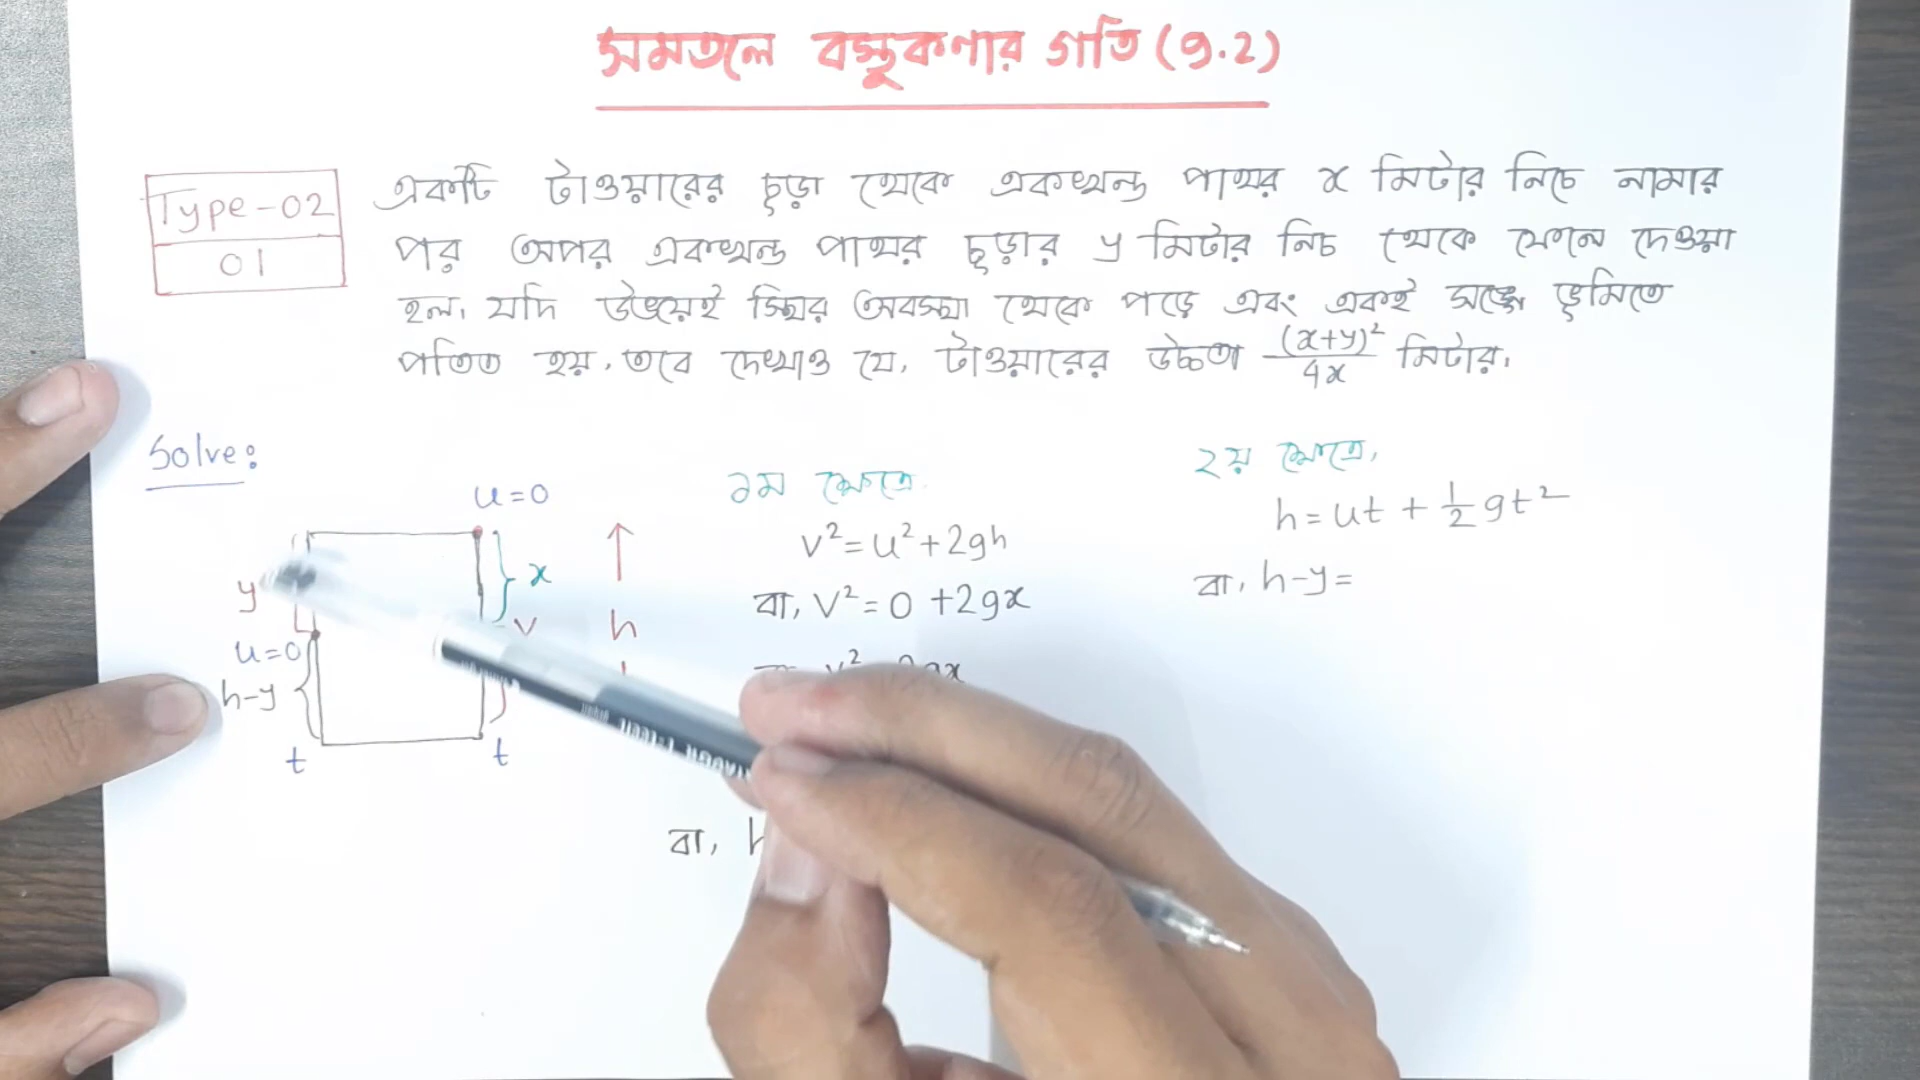 সমতলে বস্তুকণার গতি (9.2)
Type-02
01
একটি টাওয়ারের চূড়া থেকে একখন্ড পাথর x মিটার নিচে নামার
পর অপর একখন্ড পাথর চূড়ার y মিটার নিচ থেকে ফেলে দেওয়া
হল। যদি উভয়েই স্থির অবস্থা থেকে পড়ে এবং একই সঙ্গে ভূমিতে
পতিত হয়, তবে দেখাও যে, টাওয়ারের উচ্চতা (x+y)²/4x মিটার।
Solve:
u=0
y
x
v
h
u=0
h-y
t
t
১ম ক্ষেত্রে,
v²=u²+2gh
বা, v²= 0 +2gx
বা, h
২য় ক্ষেত্রে,
h=ut + ½gt²
বা, h-y=